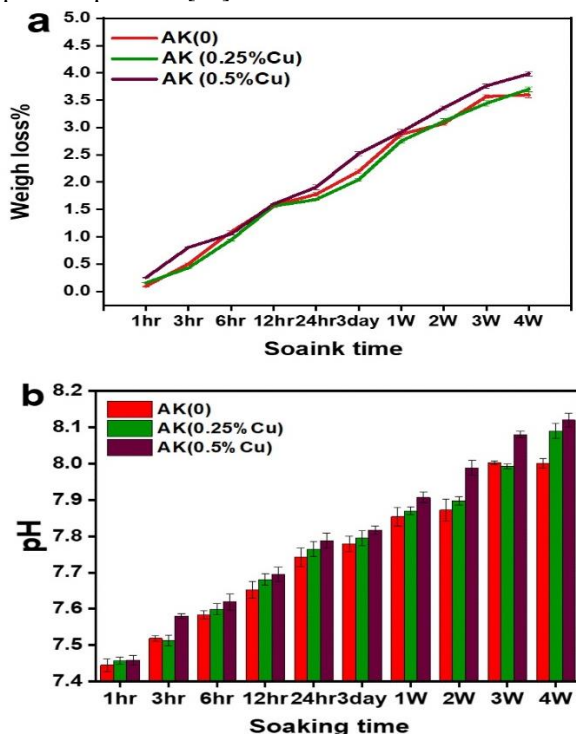 a
AK(0)
AK (0.25%Cu)
AK (0.5%Cu)
Weigh loss%
5.0
4.5
4.0
3.5
3.0
2.5
2.0
1.5
1.0
0.5
0.0
1hr 3hr 6hr 12hr 24hr 3day 1W 2W 3W 4W
Soaink time
b
AK(0)
AK(0.25% Cu)
AK(0.5% Cu)
pH
8.2
8.1
8.0
7.9
7.8
7.7
7.6
7.5
7.4
1hr 3hr 6hr 12hr 24hr 3day 1W 2W 3W 4W
Soaking time